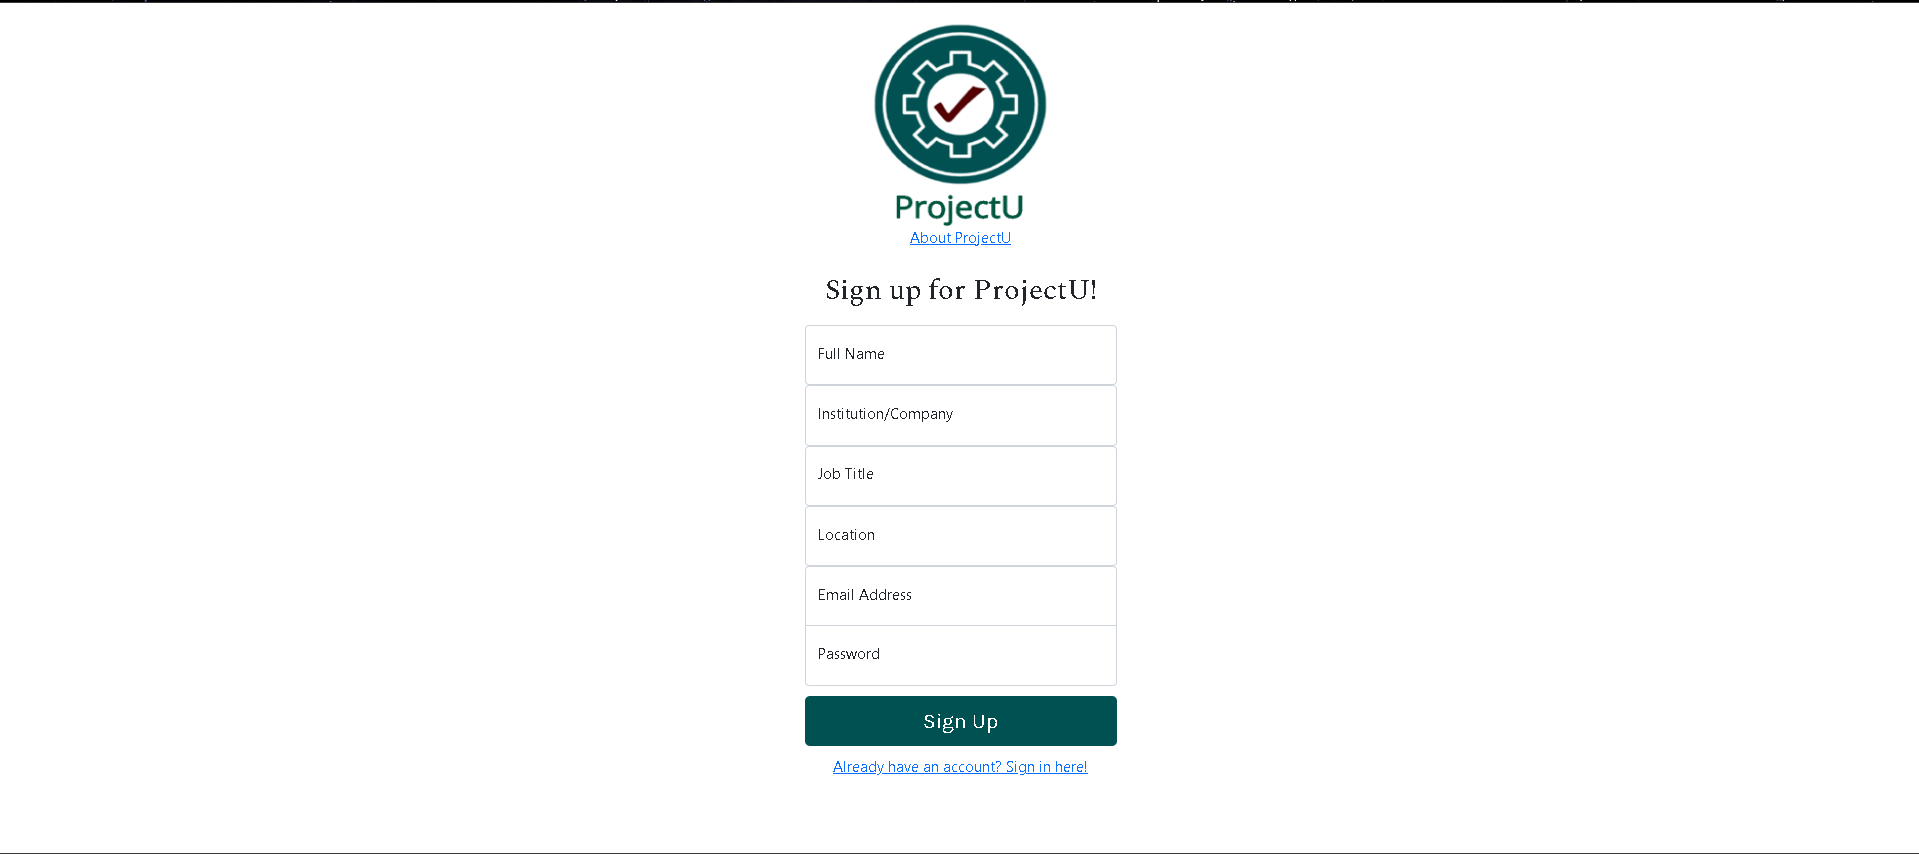 ProjectU
About ProjectU
Sign up for ProjectU!
Full Name
Institution/Company
Job Title
Location
Email Address
Password
Sign Up
Already have an account? Sign in here!